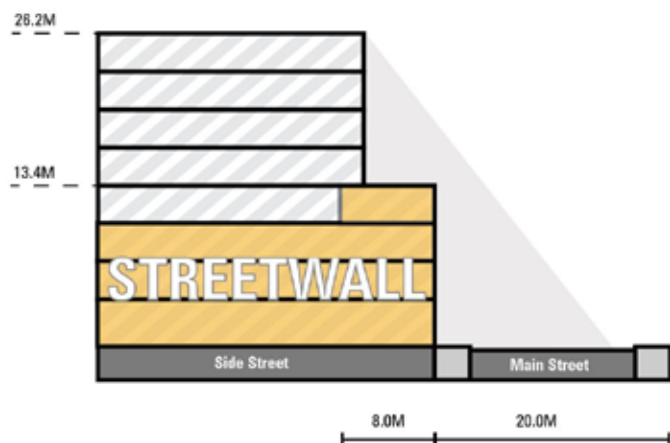 26.2M
13.4M
STREETWALL
Side Street
Main Street
8.0M
20.0M